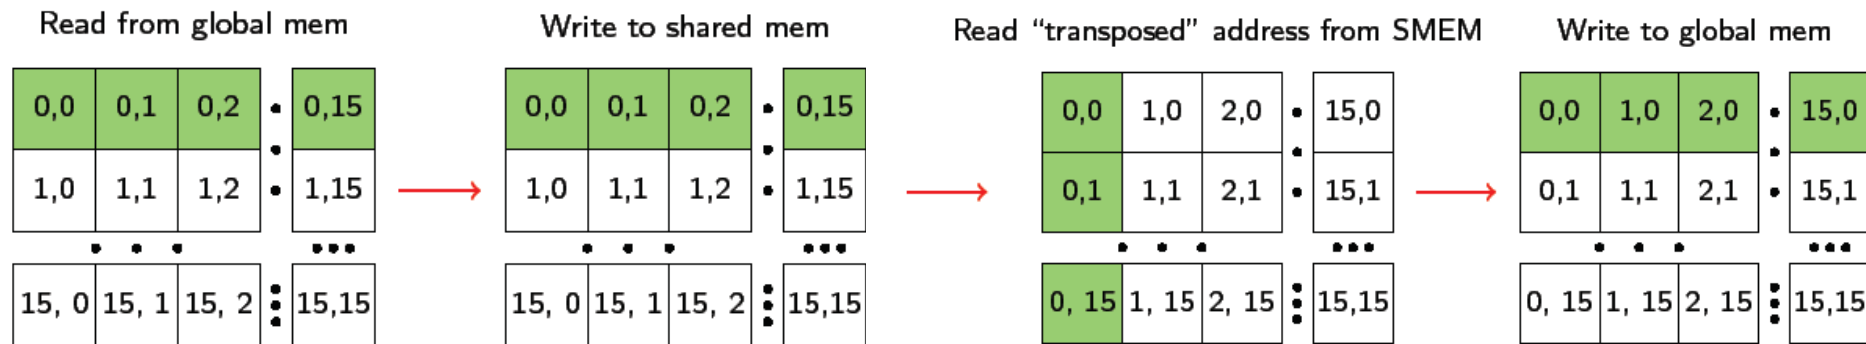 Read from global mem
0,0 0,1 0,2 0,15
1,0 1,1 1,2 1,15
15, 0 15, 1 15, 2 15,15
Write to shared mem
0,0 0,1 0,2 0,15
1,0 1,1 1,2 1,15
15, 0 15, 1 15, 2 15,15
Read “transposed” address from SMEM
0,0 1,0 2,0 15,0
0,1 1,1 2,1 15,1
0, 15 1, 15 2, 15 15,15
Write to global mem
0,0 1,0 2,0 15,0
0,1 1,1 2,1 15,1
0, 15 1, 15 2, 15 15,15